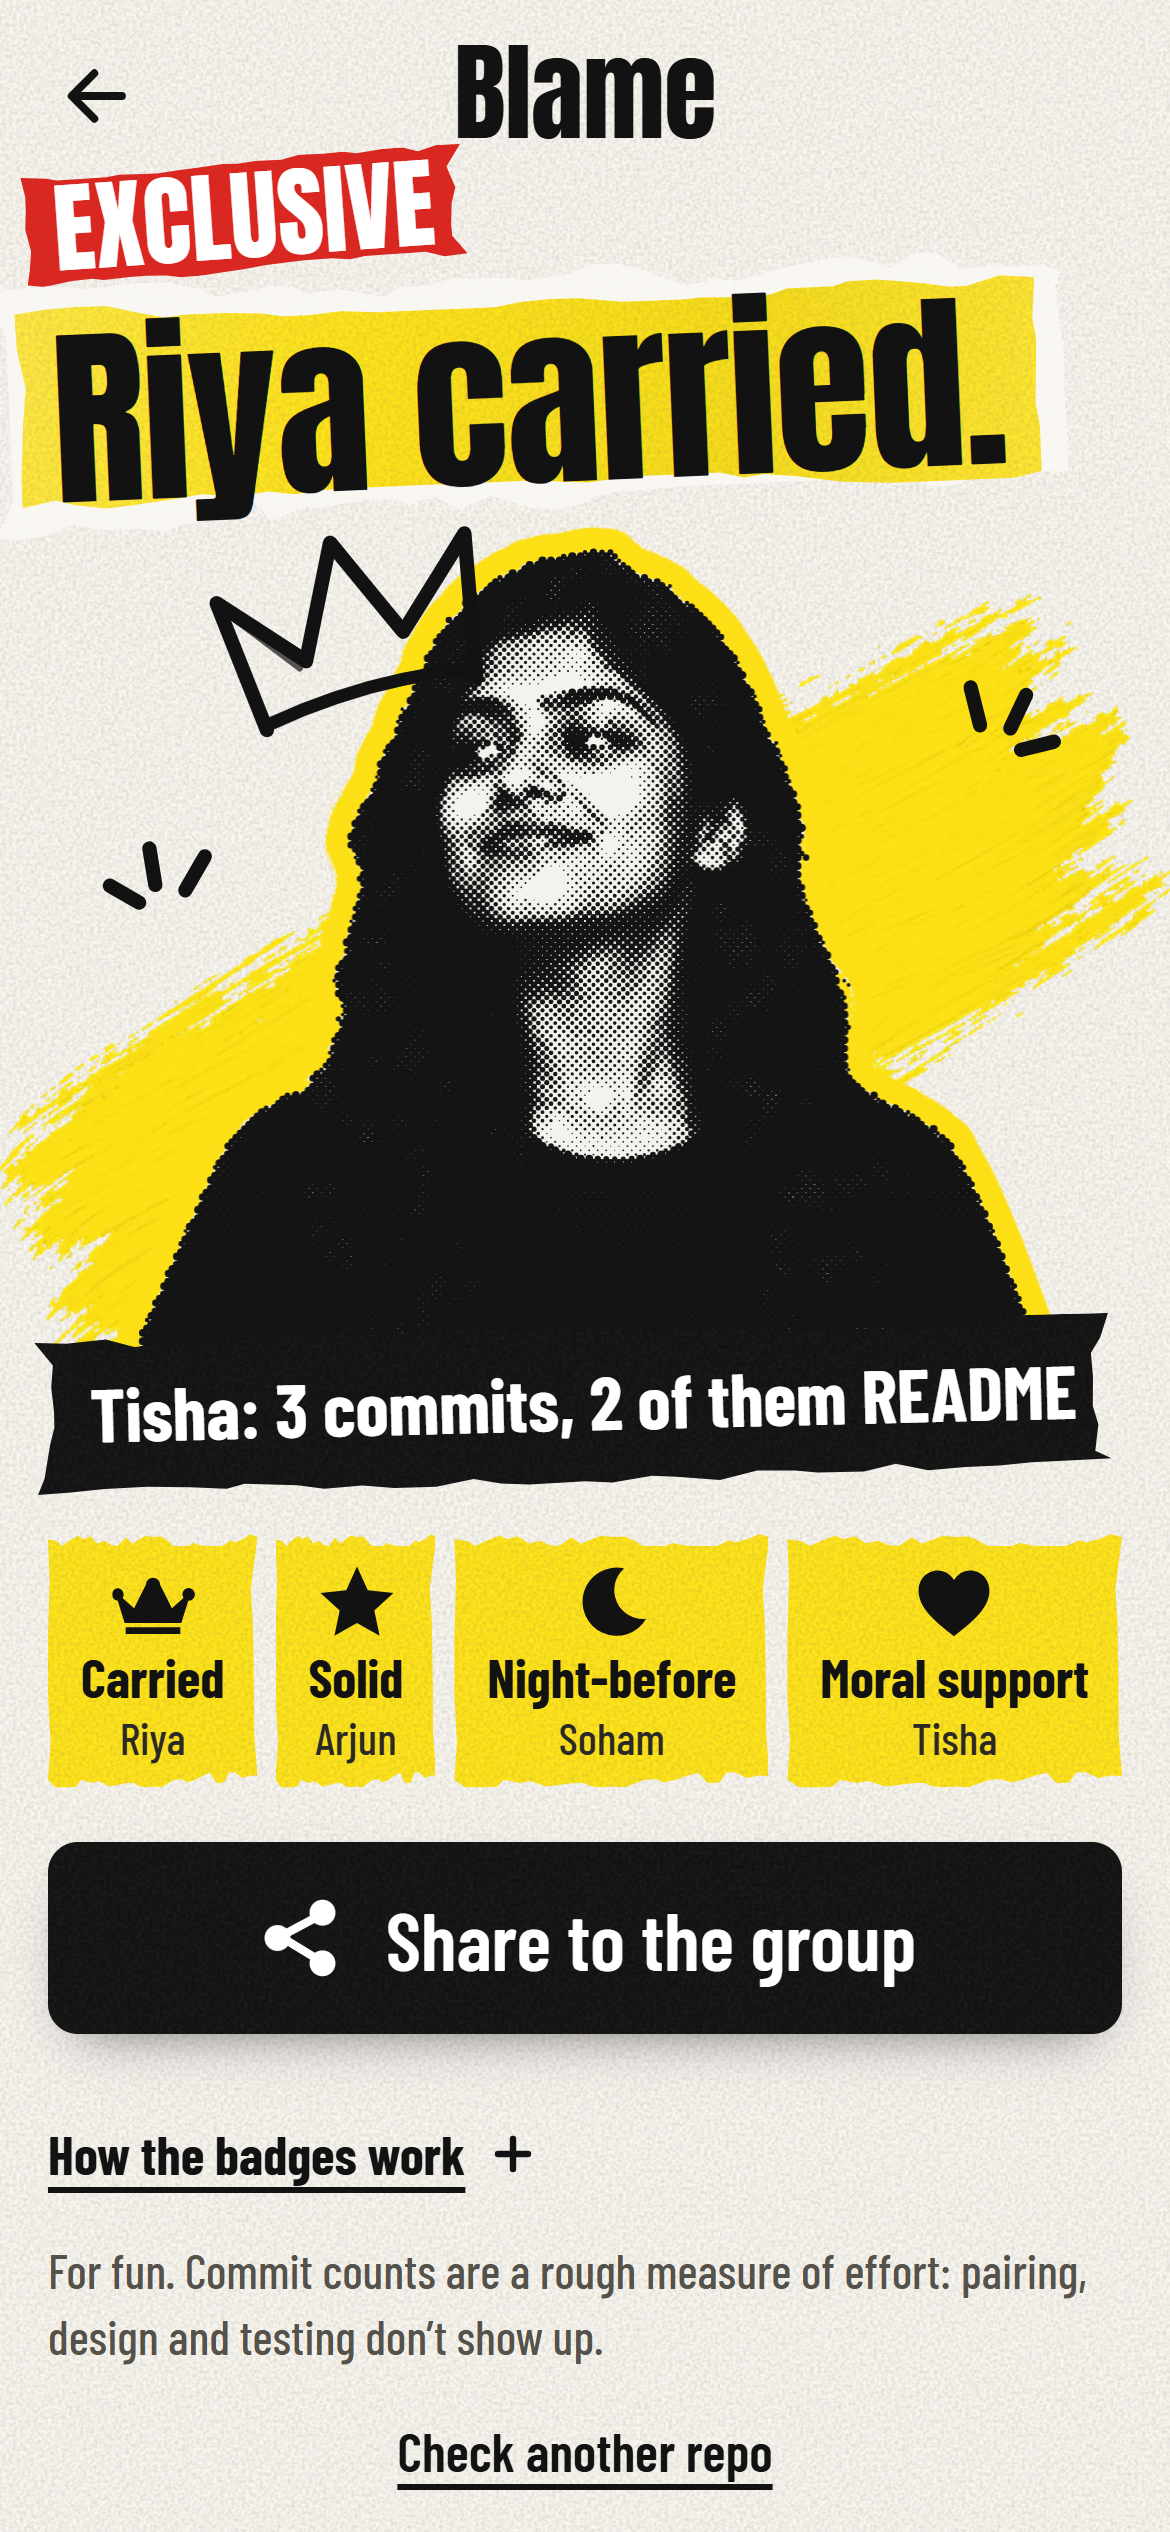 Blame
EXCLUSIVE
Riya carried.
Tisha: 3 commits, 2 of them README
Carried
Riya
Solid
Arjun
Night-before
Soham
Moral support
Tisha
Share to the group
How the badges work +
For fun. Commit counts are a rough measure of effort: pairing,
design and testing don’t show up.
Check another repo